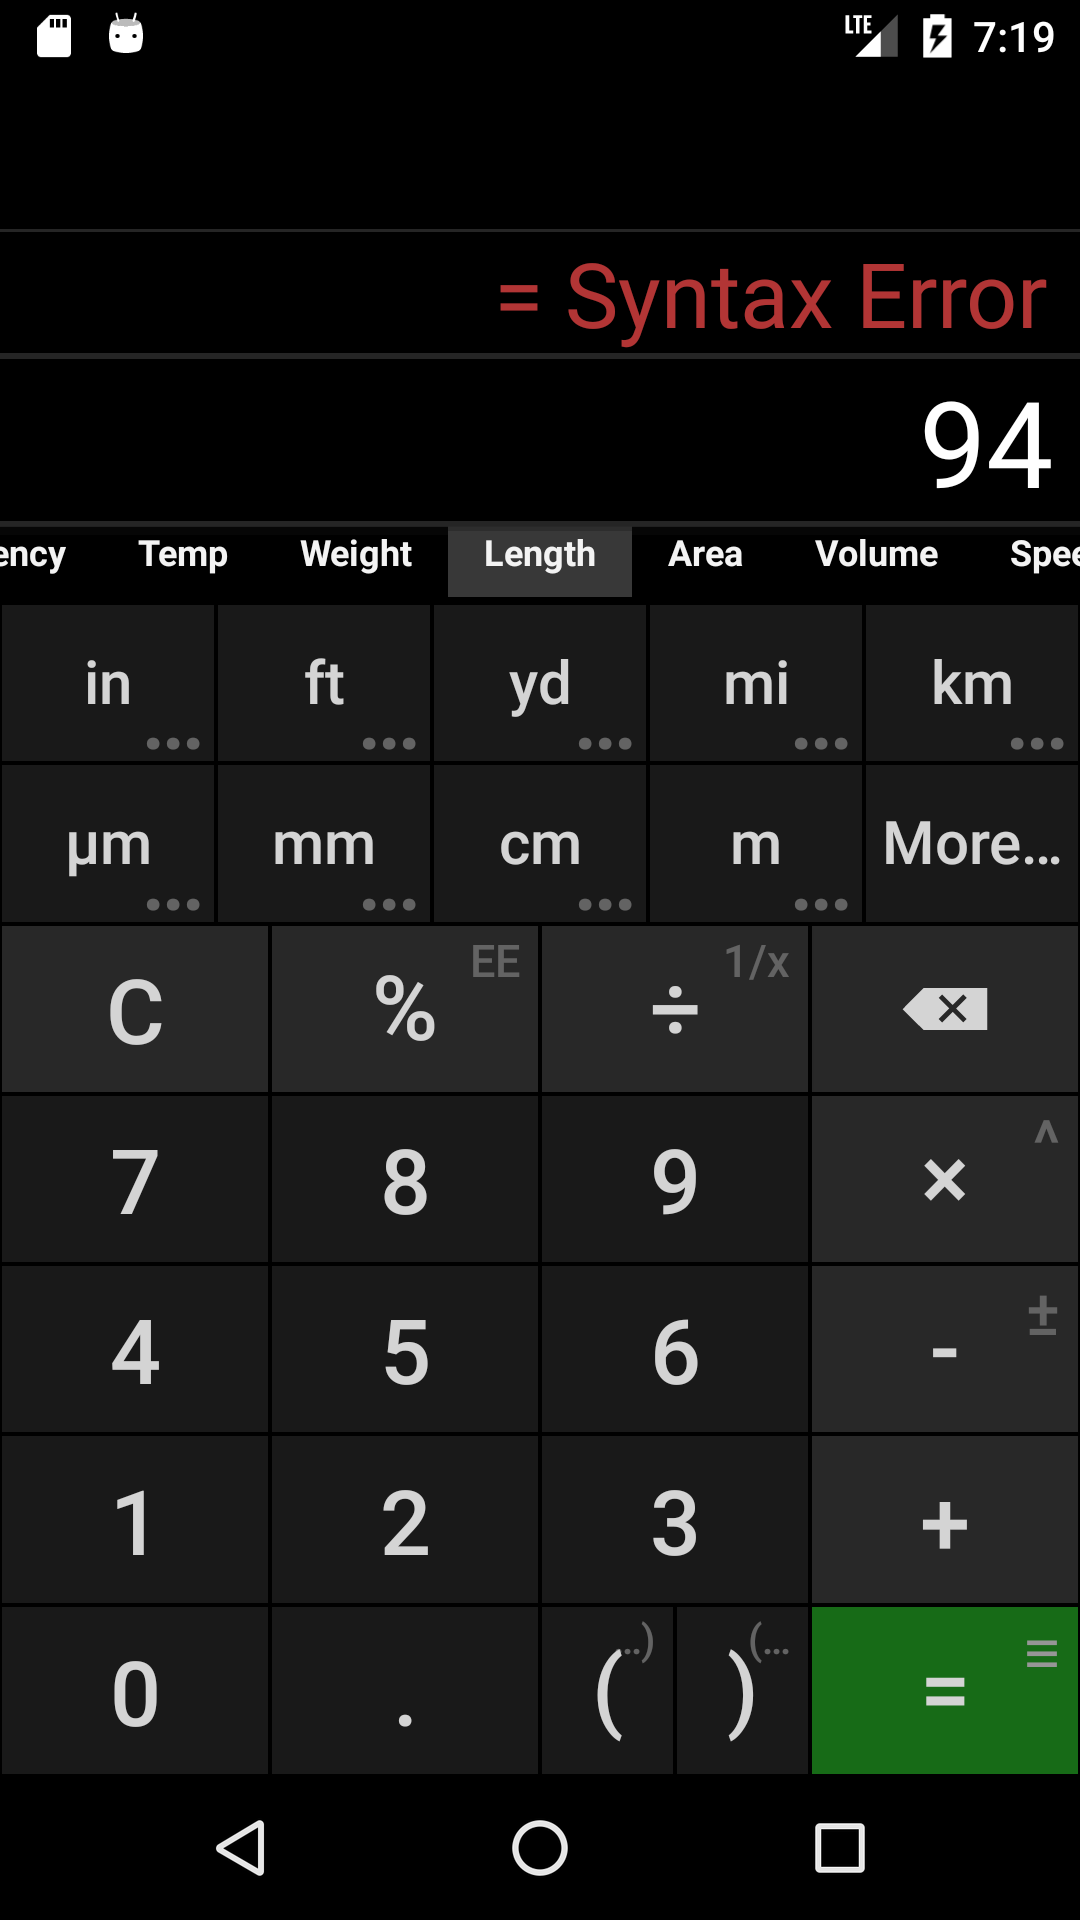 LTE 7:19
= Syntax Error
94
ency Temp Weight Length Area Volume Spee
in ft yd mi km
µm mm cm m More...
C % EE ÷ 1/x
7 8 9 × ^
4 5 6 - ±
1 2 3 +
0 . ( ..) ) (... =